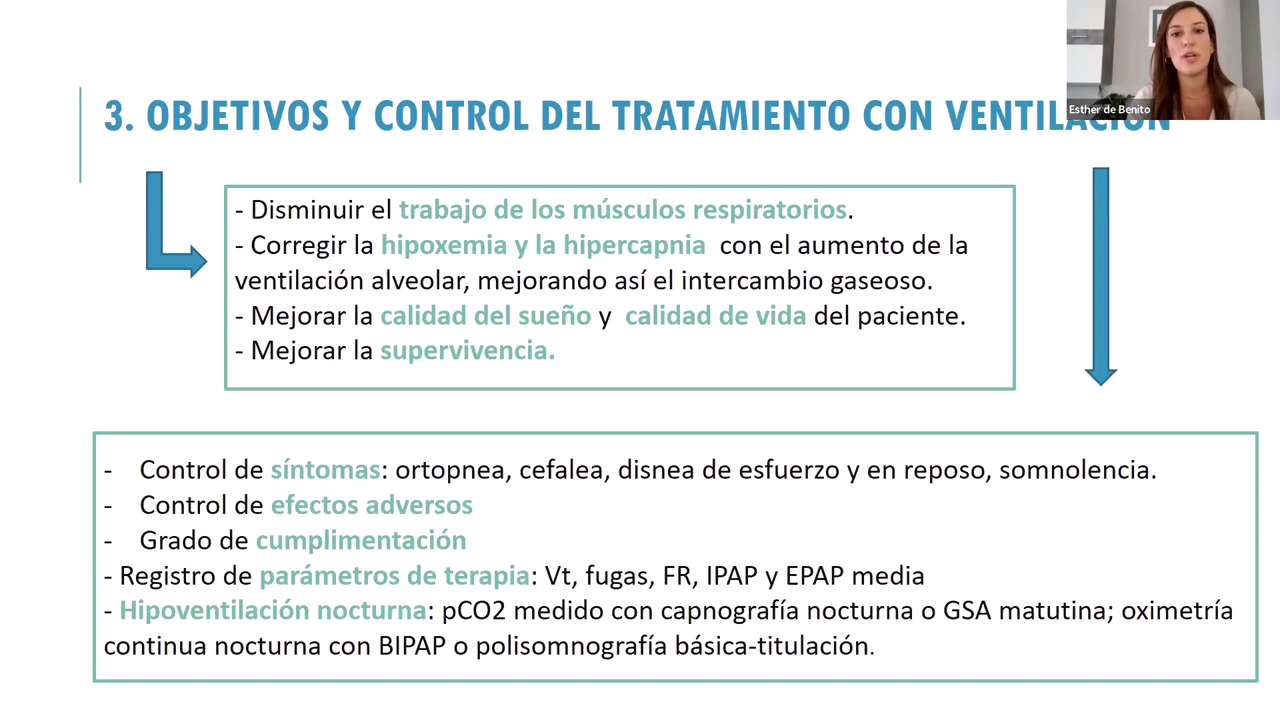 Esther de Benito
3. OBJETIVOS Y CONTROL DEL TRATAMIENTO CON VENTILACIÓN
- Disminuir el trabajo de los músculos respiratorios.
- Corregir la hipoxemia y la hipercapnia con el aumento de la
ventilación alveolar, mejorando así el intercambio gaseoso.
- Mejorar la calidad del sueño y calidad de vida del paciente.
- Mejorar la supervivencia.
- Control de síntomas: ortopnea, cefalea, disnea de esfuerzo y en reposo, somnolencia.
- Control de efectos adversos
- Grado de cumplimentación
- Registro de parámetros de terapia: Vt, fugas, FR, IPAP y EPAP media
- Hipoventilación nocturna: pCO2 medido con capnografía nocturna o GSA matutina; oximetría
continua nocturna con BIPAP o polisomnografía básica-titulación.